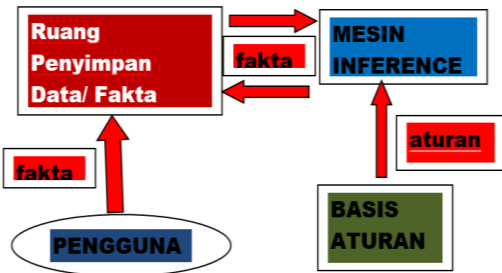 Ruang
Penyimpan
Data/ Fakta
fakta
MESIN
INFERENCE
fakta
aturan
PENGGUNA
BASIS
ATURAN